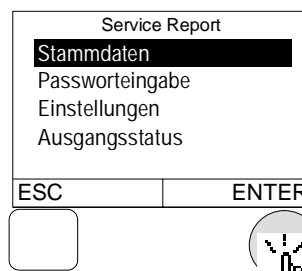 Service Report
Stammdaten
Passworteingabe
Einstellungen
Ausgangsstatus
ESC ENTER